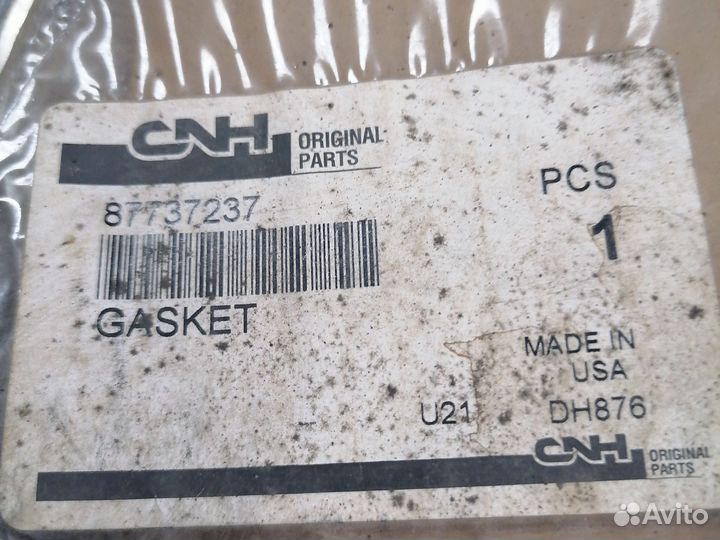 CNH ORIGINAL
PARTS
87737237
PCS
1
GASKET
MADE IN
USA
U21 DH876
CNH ORIGINAL
PARTS
Avito